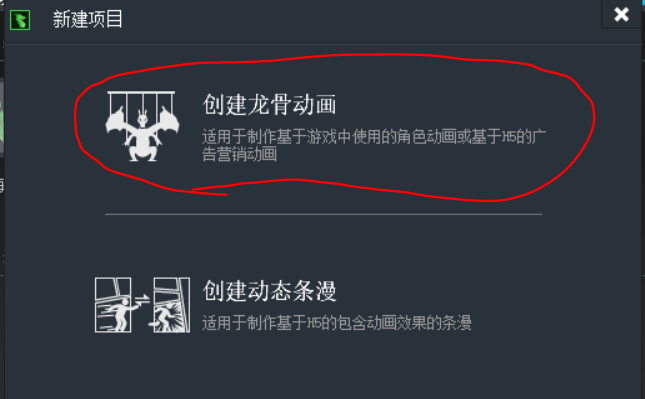 新建项目
创建龙骨动画
适用于制作基于游戏中使用的角色动画或基于H5的广
告营销动画
创建动态条漫
适用于制作基于H5的包含动画效果的条漫